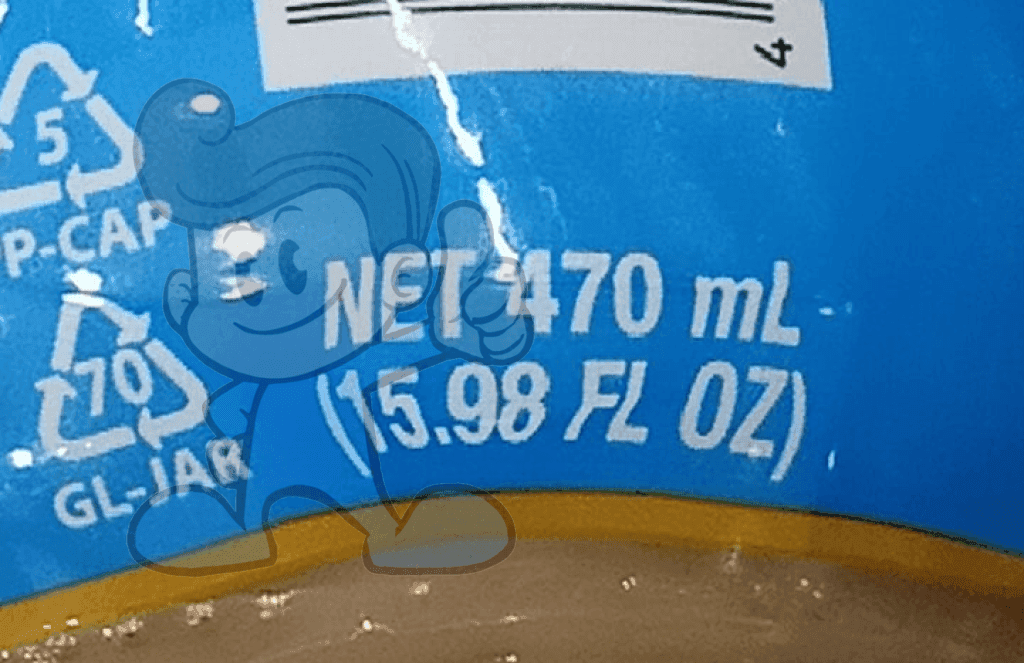 4
5
P-CAP
70
GL-JAR
NET 470 mL
(15.98 FL OZ)